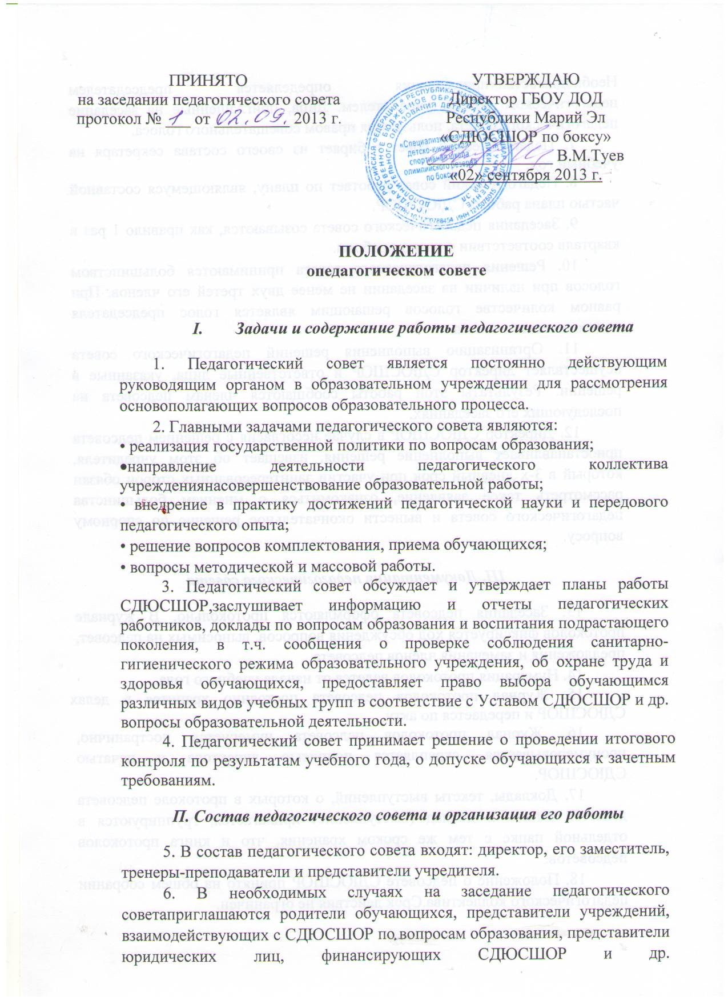 ПРИНЯТО
на заседании педагогического совета
протокол № 1 от 02.09. 2013 г.
УТВЕРЖДАЮ
Директор ГБОУ ДОД
Республики Марий Эл
«СДЮСШОР по боксу»
В.М.Туев
«02» сентября 2013 г.
«Специализированная
детско-юношеская
спортивная школа
олимпийского резерва
по боксу»
ПОЛОЖЕНИЕ
опедагогическом совете
I. Задачи и содержание работы педагогического совета
1. Педагогический совет является постоянно действующим
руководящим органом в образовательном учреждении для рассмотрения
основополагающих вопросов образовательного процесса.
2. Главными задачами педагогического совета являются:
• реализация государственной политики по вопросам образования;
•направление деятельности педагогического коллектива
учреждениянасовершенствование образовательной работы;
• внедрение в практику достижений педагогической науки и передового
педагогического опыта;
• решение вопросов комплектования, приема обучающихся;
• вопросы методической и массовой работы.
3. Педагогический совет обсуждает и утверждает планы работы
СДЮСШОР,заслушивает информацию и отчеты педагогических
работников, доклады по вопросам образования и воспитания подрастающего
поколения, в т.ч. сообщения о проверке соблюдения санитарно-
гигиенического режима образовательного учреждения, об охране труда и
здоровья обучающихся, предоставляет право выбора обучающимся
различных видов учебных групп в соответствие с Уставом СДЮСШОР и др.
вопросы образовательной деятельности.
4. Педагогический совет принимает решение о проведении итогового
контроля по результатам учебного года, о допуске обучающихся к зачетным
требованиям.
П. Состав педагогического совета и организация его работы
5. В состав педагогического совета входят: директор, его заместитель,
тренеры-преподаватели и представители учредителя.
6. В необходимых случаях на заседание педагогического
советаприглашаются родители обучающихся, представители учреждений,
взаимодействующих с СДЮСШОР по вопросам образования, представители
юридических лиц, финансирующих СДЮСШОР и др.